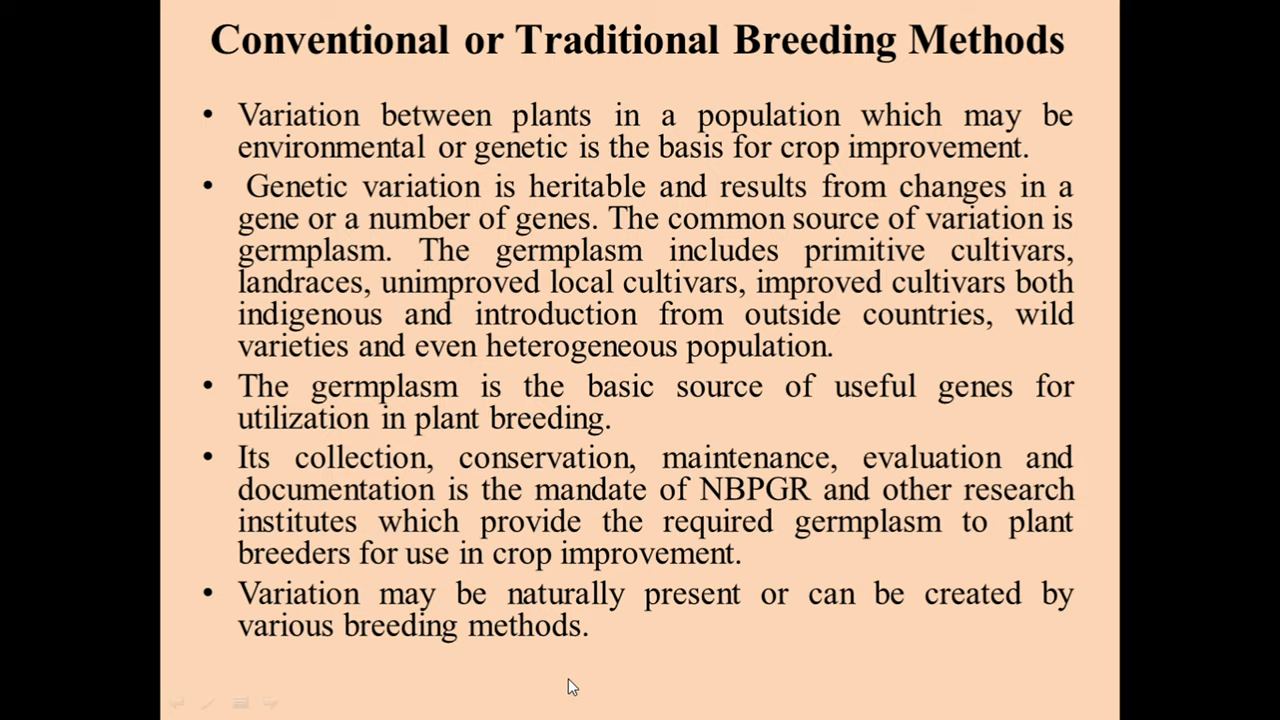 Conventional or Traditional Breeding Methods
• Variation between plants in a population which may be
environmental or genetic is the basis for crop improvement.
• Genetic variation is heritable and results from changes in a
gene or a number of genes. The common source of variation is
germplasm. The germplasm includes primitive cultivars,
landraces, unimproved local cultivars, improved cultivars both
indigenous and introduction from outside countries, wild
varieties and even heterogeneous population.
• The germplasm is the basic source of useful genes for
utilization in plant breeding.
• Its collection, conservation, maintenance, evaluation and
documentation is the mandate of NBPGR and other research
institutes which provide the required germplasm to plant
breeders for use in crop improvement.
• Variation may be naturally present or can be created by
various breeding methods.